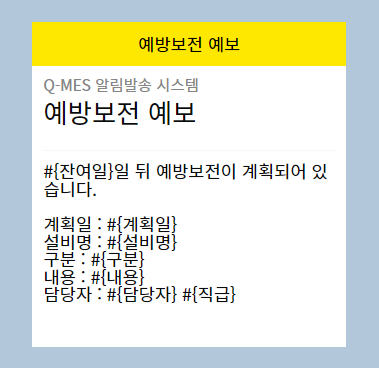 예방보전 예보
Q-MES 알림발송 시스템
예방보전 예보
#{잔여일}일 뒤 예방보전이 계획되어 있
습니다.
계획일 : #{계획일}
설비명 : #{설비명}
구분 : #{구분}
내용 : #{내용}
담당자 : #{담당자} #{직급}